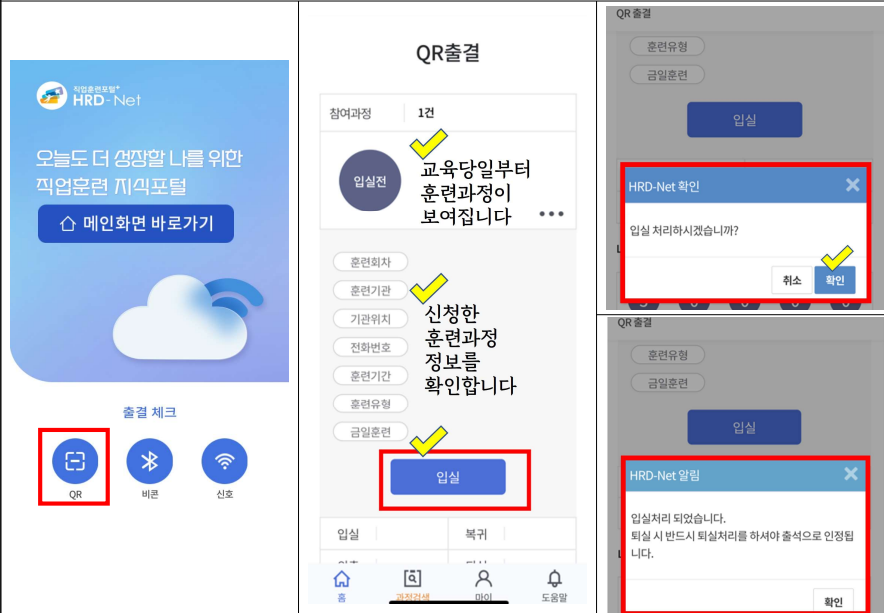 직업훈련포털+
HRD-Net
오늘도 더 성장할 나를 위한
직업훈련 지식포털
메인화면 바로가기
출결 체크
QR
비콘
신호
QR출결
참여과정
1건
입실전
교육당일부터
훈련과정이
보여집니다
훈련회차
훈련기관
기관위치
전화번호
훈련기간
훈련유형
금일훈련
신청한
훈련과정
정보를
확인합니다
입실
입실
복귀
홈
과정검색
마이
도움말
QR 출결
훈련유형
금일훈련
입실
HRD-Net 확인
입실 처리하시겠습니까?
취소
확인
QR 출결
훈련유형
금일훈련
입실
HRD-Net 알림
입실처리 되었습니다.
퇴실 시 반드시 퇴실처리를 하셔야 출석으로 인정됩
니다.
확인